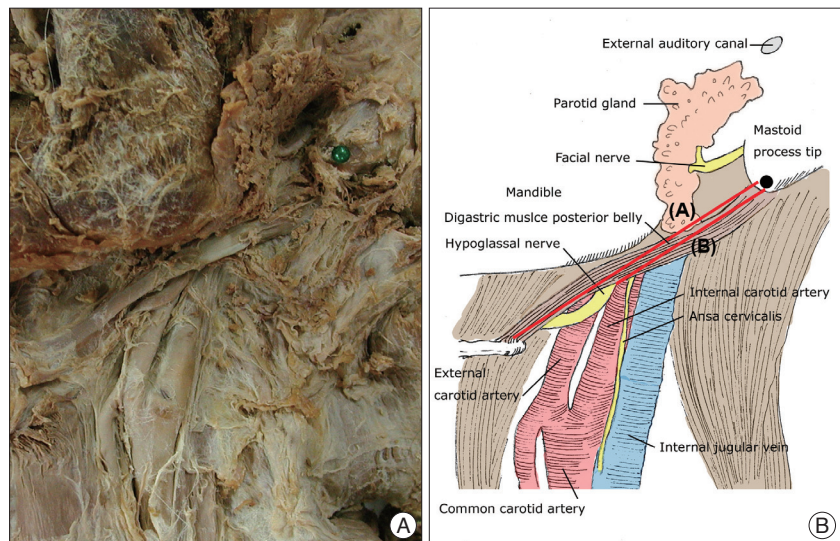 External auditory canal
Parotid gland
Mastoid
process tip
Facial nerve
Mandible
(A)
Digastric muslce posterior belly
(B)
Hypoglassal nerve
Internal carotid artery
Ansa cervicalis
External
carotid artery
Internal jugular vein
Common carotid artery
A
B